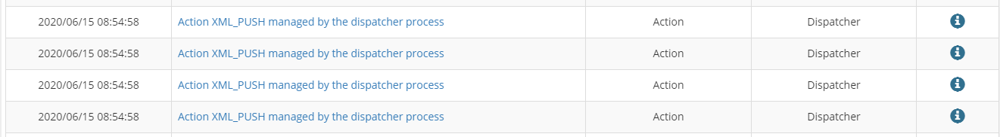 2020/06/15 08:54:58 Action XML_PUSH managed by the dispatcher process Action Dispatcher
2020/06/15 08:54:58 Action XML_PUSH managed by the dispatcher process Action Dispatcher
2020/06/15 08:54:58 Action XML_PUSH managed by the dispatcher process Action Dispatcher
2020/06/15 08:54:58 Action XML_PUSH managed by the dispatcher process Action Dispatcher